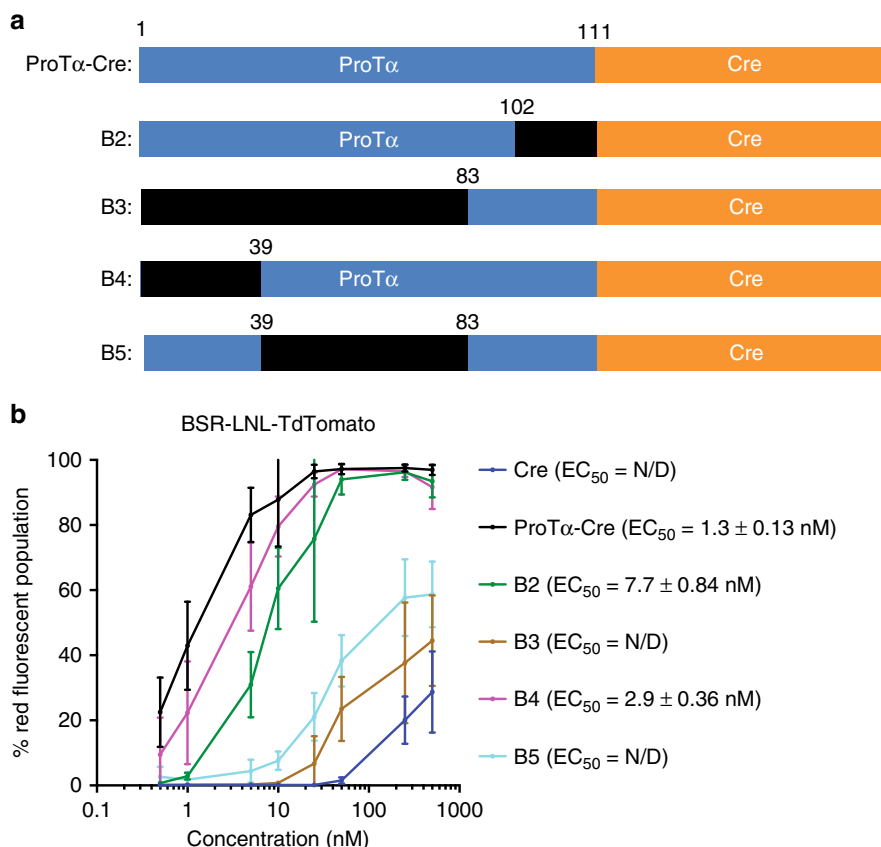 a
1 111
ProTα-Cre: ProTα Cre
102
B2: ProTα Cre
83
B3: Cre
39
B4: ProTα Cre
39 83
B5: Cre
b
BSR-LNL-TdTomato
% red fluorescent population
100
80
60
40
20
0
0.1 1 10 100 1000
Concentration (nM)
Cre (EC50 = N/D)
ProTα-Cre (EC50 = 1.3 ± 0.13 nM)
B2 (EC50 = 7.7 ± 0.84 nM)
B3 (EC50 = N/D)
B4 (EC50 = 2.9 ± 0.36 nM)
B5 (EC50 = N/D)